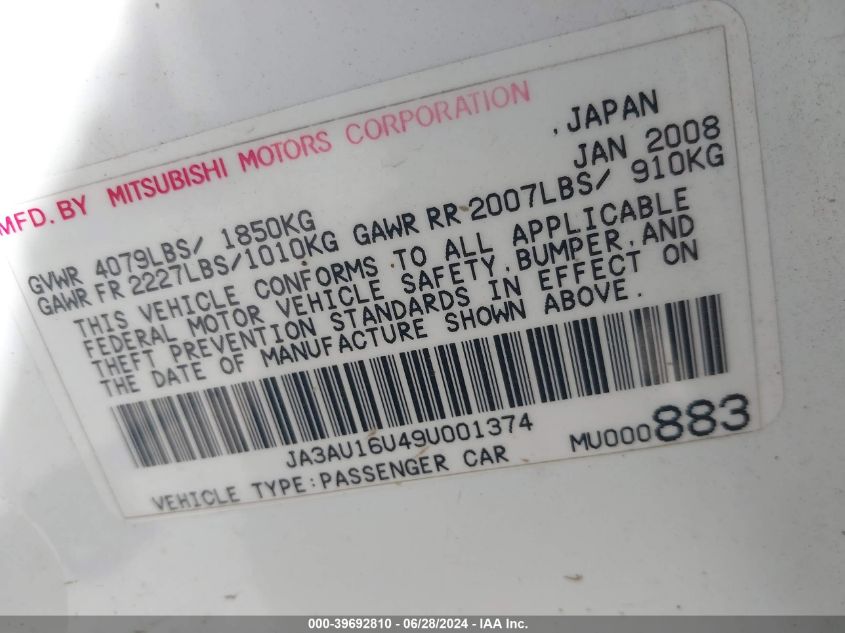 MFD. BY MITSUBISHI MOTORS CORPORATION
, JAPAN
JAN 2008
GVWR 4079LBS/ 1850KG
GAWR FR 2227LBS/1010KG GAWR RR 2007LBS/ 910KG
THIS VEHICLE CONFORMS TO ALL APPLICABLE
FEDERAL MOTOR VEHICLE SAFETY, BUMPER, AND
THEFT PREVENTION STANDARDS IN EFFECT ON
THE DATE OF MANUFACTURE SHOWN ABOVE.
JA3AU16U49U001374
MU000883
VEHICLE TYPE:PASSENGER CAR
000-39692810 - 06/28/2024 - IAA Inc.